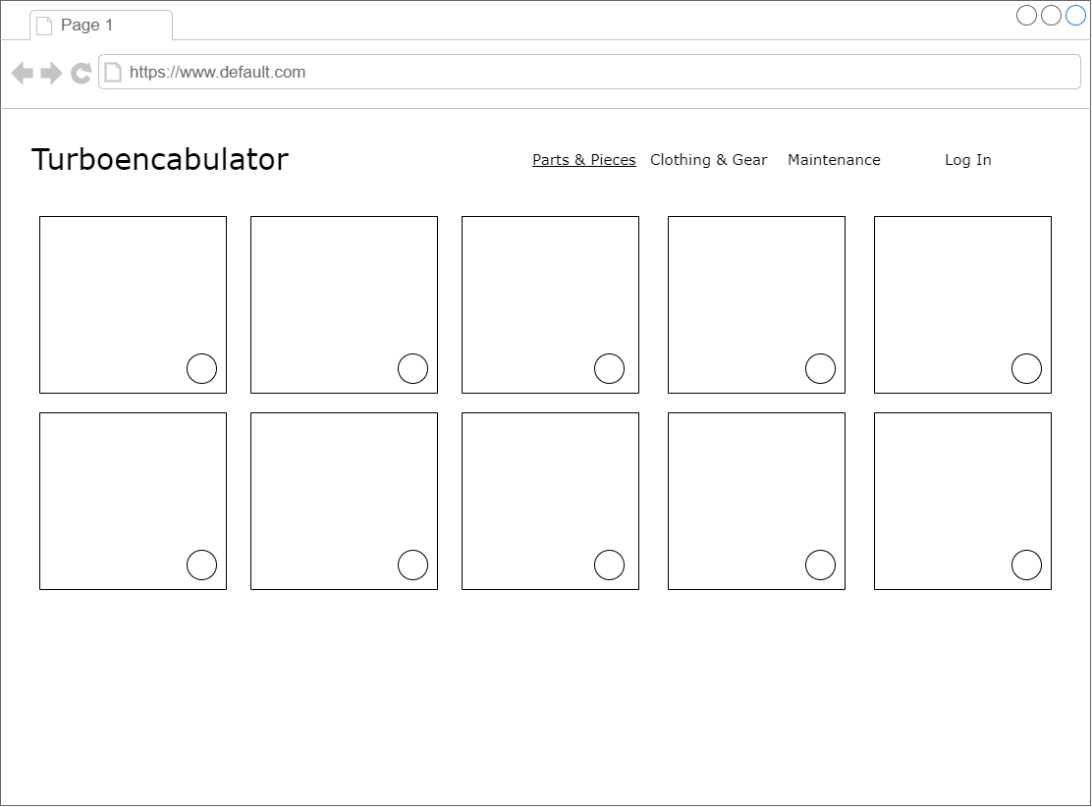 Page 1
https://www.default.com
Turboencabulator
Parts & Pieces Clothing & Gear Maintenance Log In